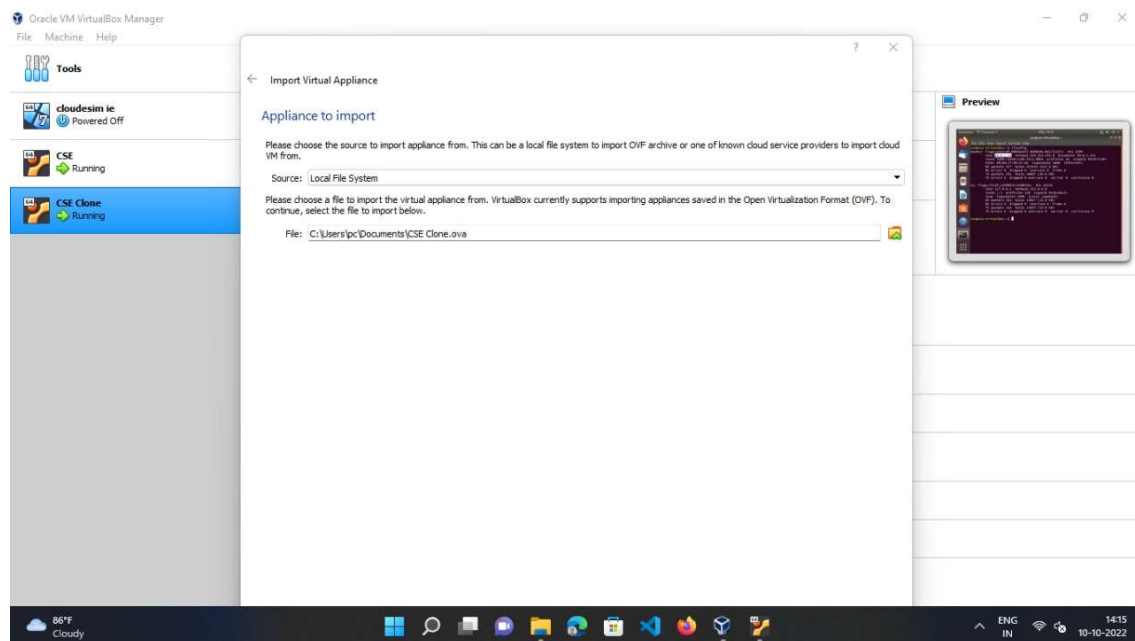 Oracle VM VirtualBox Manager
File Machine Help
Tools
cloudesim ie
Powered Off
CSE
Running
CSE Clone
Running
? ×
← Import Virtual Appliance
Appliance to import
Please choose the source to import appliance from. This can be a local file system to import OVF archive or one of known cloud service providers to import cloud
VM from.
Source: Local File System
Please choose a file to import the virtual appliance from. VirtualBox currently supports importing appliances saved in the Open Virtualization Format (OVF). To
continue, select the file to import below.
File: C:\Users\pc\Documents\CSE Clone.ova
Preview
86°F
Cloudy
ENG
IN
14:15
10-10-2022